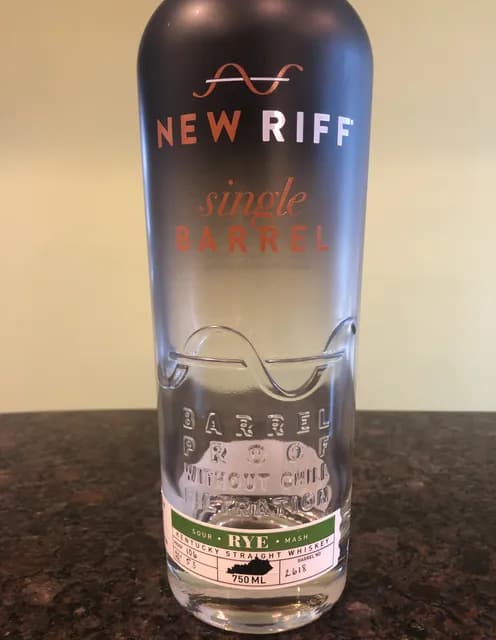 NEW RIFF
single
BARREL
BARREL
PROOF
WITHOUT CHILL
FILTRATION
SOUR • RYE • MASH
KENTUCKY STRAIGHT WHISKEY
106
BARREL NO
2618
750 ML